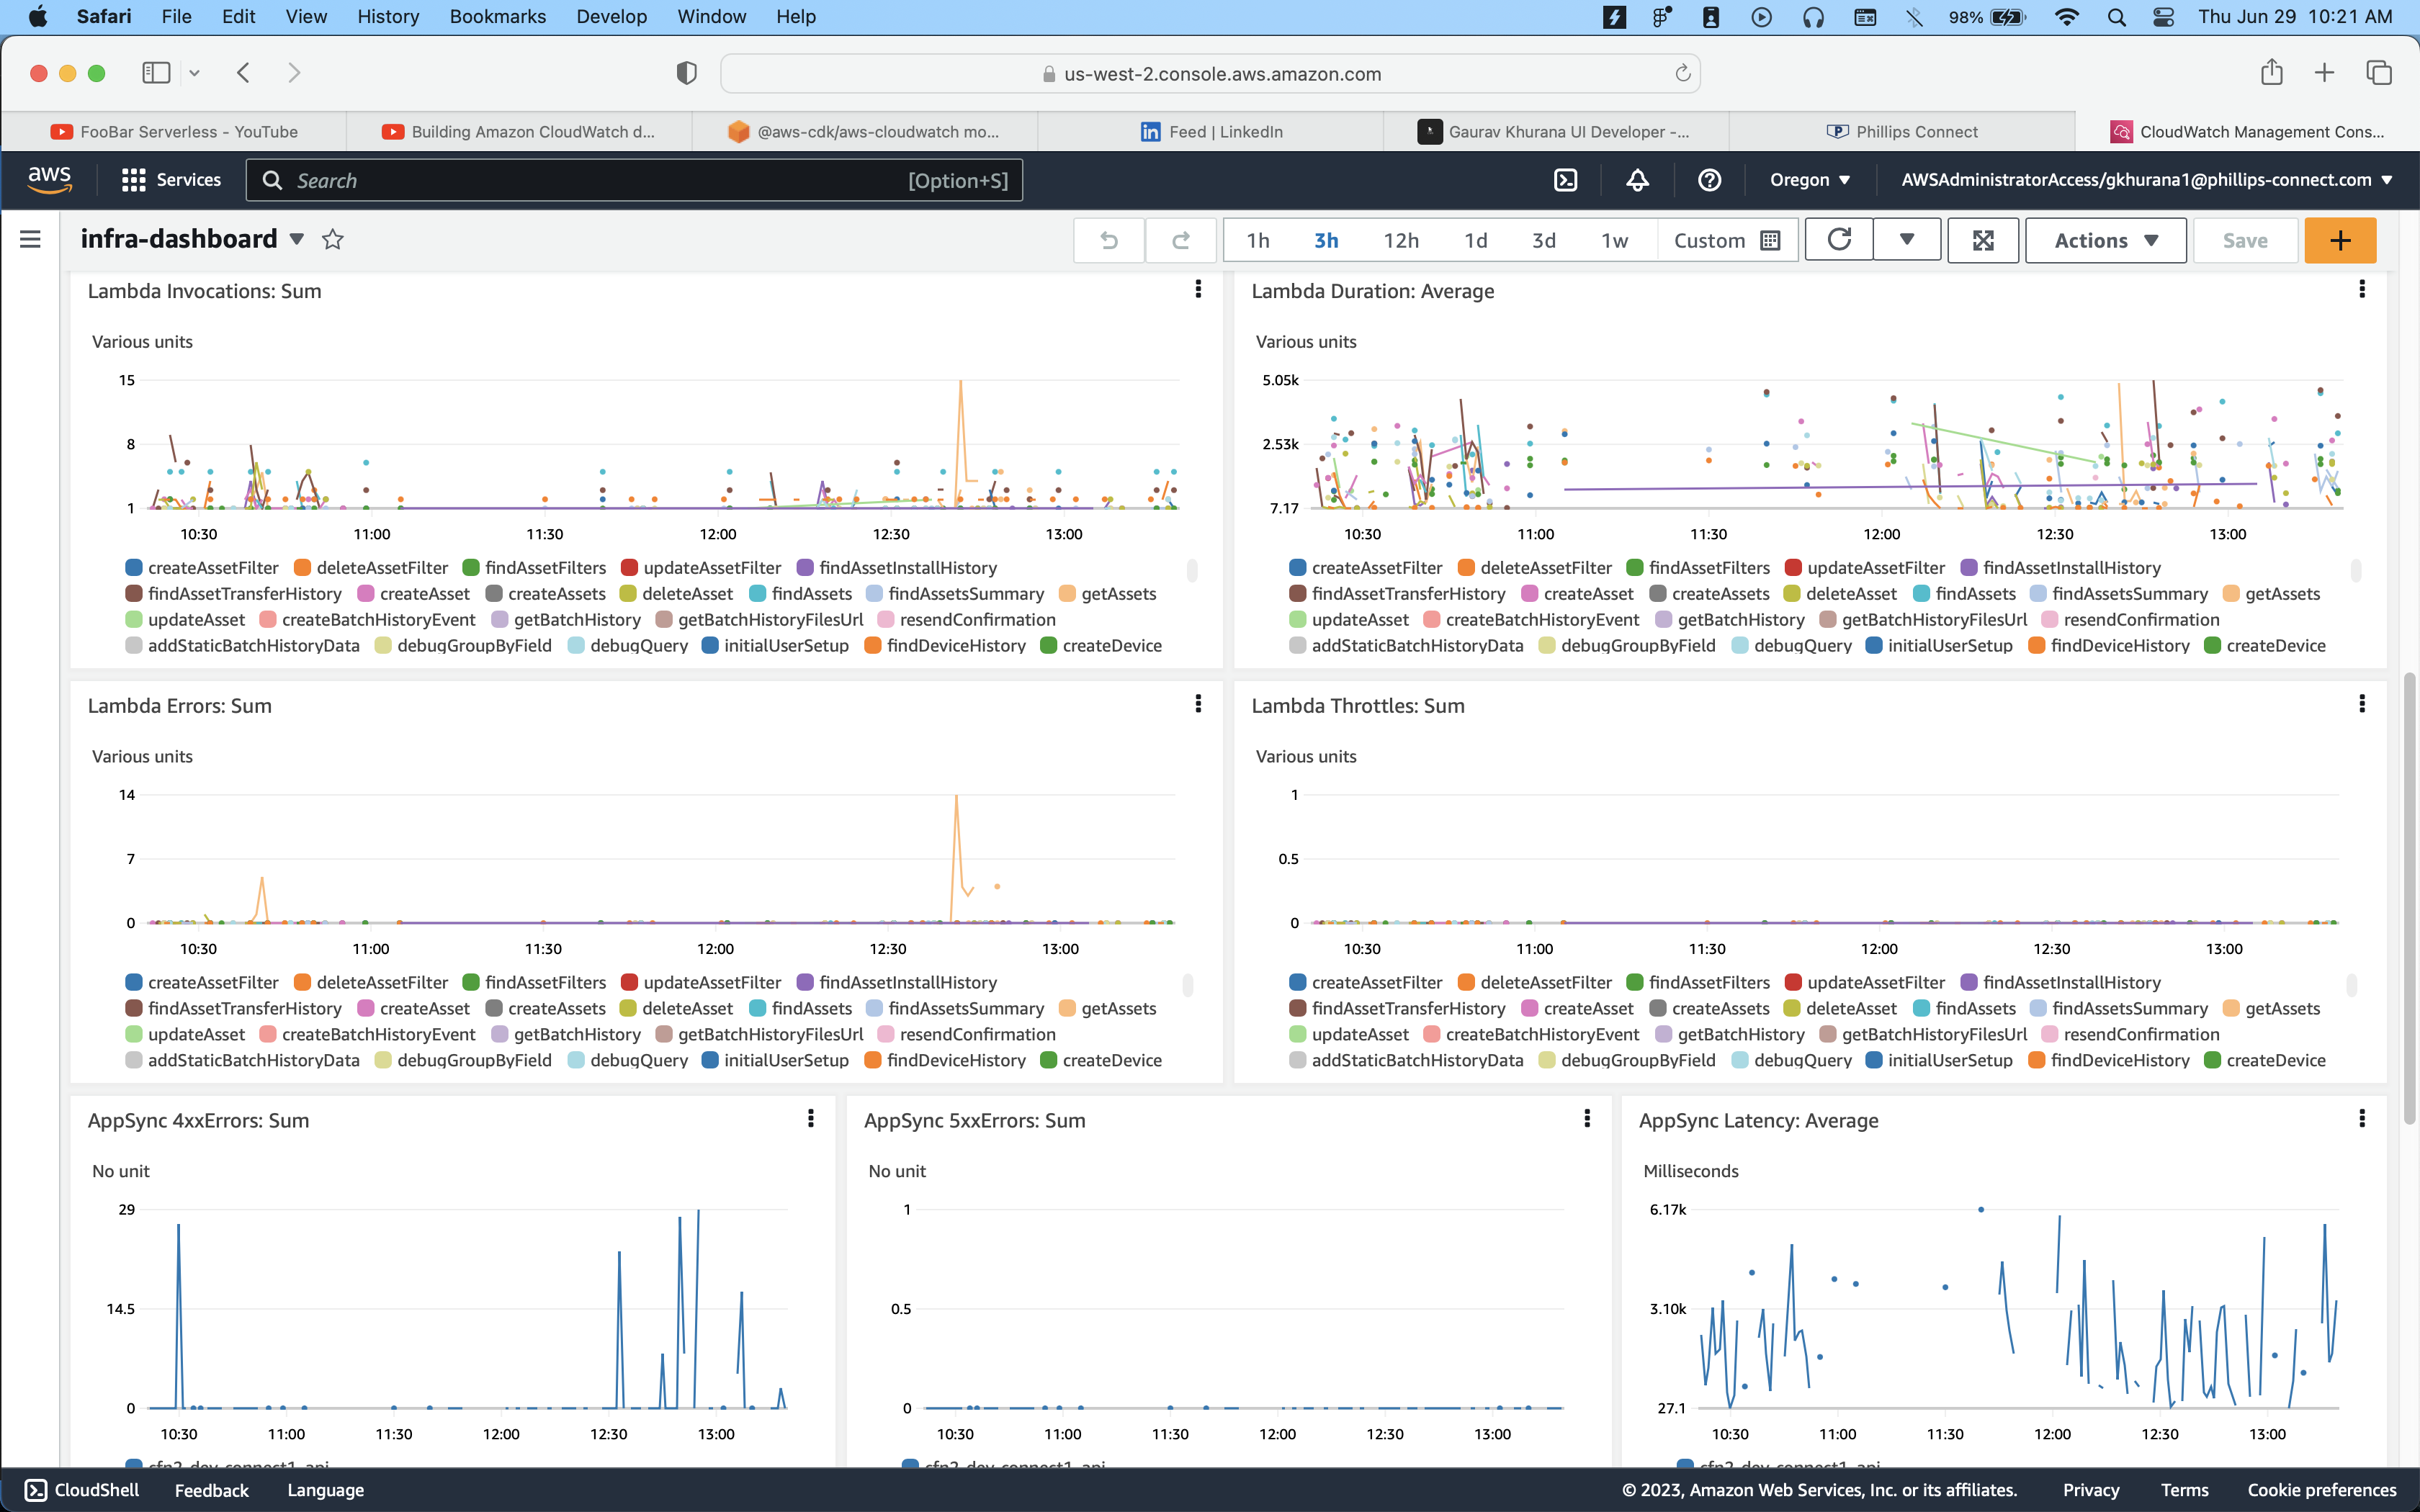 Safari File Edit View History Bookmarks Develop Window Help 98% Thu Jun 29 10:21 AM
us-west-2.console.aws.amazon.com
FooBar Serverless - YouTube Building Amazon CloudWatch d... @aws-cdk/aws-cloudwatch mo... Feed | LinkedIn Gaurav Khurana UI Developer -... Phillips Connect CloudWatch Management Cons...
aws Services Search [Option+S] Oregon AWSAdministratorAccess/gkhurana1@phillips-connect.com
infra-dashboard 1h 3h 12h 1d 3d 1w Custom Actions Save
Lambda Invocations: Sum
Various units
15
8
1
10:30 11:00 11:30 12:00 12:30 13:00
createAssetFilter deleteAssetFilter findAssetFilters updateAssetFilter findAssetInstallHistory
findAssetTransferHistory createAsset createAssets deleteAsset findAssets findAssetsSummary getAssets
updateAsset createBatchHistoryEvent getBatchHistory getBatchHistoryFilesUrl resendConfirmation
addStaticBatchHistoryData debugGroupByField debugQuery initialUserSetup findDeviceHistory createDevice
Lambda Duration: Average
Various units
5.05k
2.53k
7.17
10:30 11:00 11:30 12:00 12:30 13:00
createAssetFilter deleteAssetFilter findAssetFilters updateAssetFilter findAssetInstallHistory
findAssetTransferHistory createAsset createAssets deleteAsset findAssets findAssetsSummary getAssets
updateAsset createBatchHistoryEvent getBatchHistory getBatchHistoryFilesUrl resendConfirmation
addStaticBatchHistoryData debugGroupByField debugQuery initialUserSetup findDeviceHistory createDevice
Lambda Errors: Sum
Various units
14
7
0
10:30 11:00 11:30 12:00 12:30 13:00
createAssetFilter deleteAssetFilter findAssetFilters updateAssetFilter findAssetInstallHistory
findAssetTransferHistory createAsset createAssets deleteAsset findAssets findAssetsSummary getAssets
updateAsset createBatchHistoryEvent getBatchHistory getBatchHistoryFilesUrl resendConfirmation
addStaticBatchHistoryData debugGroupByField debugQuery initialUserSetup findDeviceHistory createDevice
Lambda Throttles: Sum
Various units
1
0.5
0
10:30 11:00 11:30 12:00 12:30 13:00
createAssetFilter deleteAssetFilter findAssetFilters updateAssetFilter findAssetInstallHistory
findAssetTransferHistory createAsset createAssets deleteAsset findAssets findAssetsSummary getAssets
updateAsset createBatchHistoryEvent getBatchHistory getBatchHistoryFilesUrl resendConfirmation
addStaticBatchHistoryData debugGroupByField debugQuery initialUserSetup findDeviceHistory createDevice
AppSync 4xxErrors: Sum
No unit
29
14.5
0
10:30 11:00 11:30 12:00 12:30 13:00
AppSync 5xxErrors: Sum
No unit
1
0.5
0
10:30 11:00 11:30 12:00 12:30 13:00
AppSync Latency: Average
Milliseconds
6.17k
3.10k
27.1
10:30 11:00 11:30 12:00 12:30 13:00
CloudShell Feedback Language © 2023, Amazon Web Services, Inc. or its affiliates. Privacy Terms Cookie preferences